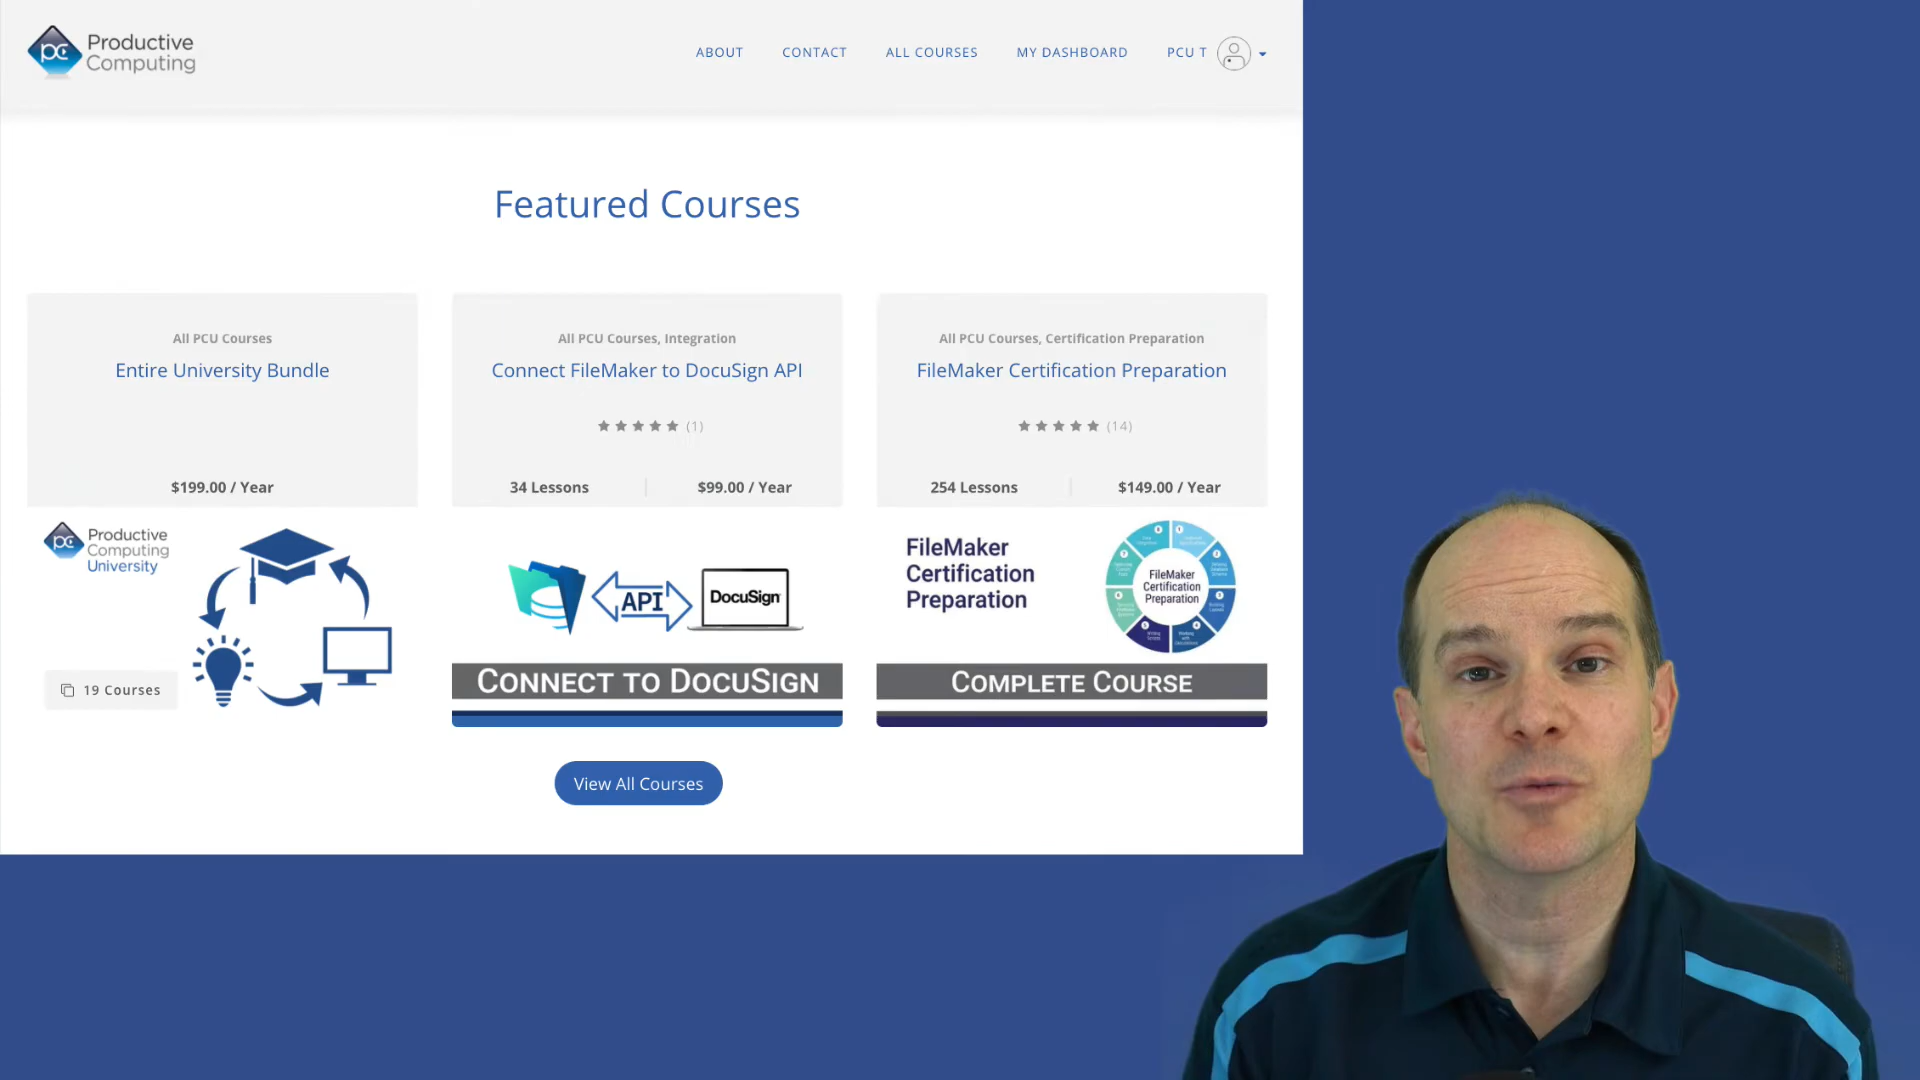 pc Productive
Computing
ABOUT CONTACT ALL COURSES MY DASHBOARD PCU T
Featured Courses
All PCU Courses
Entire University Bundle
$199.00 / Year
pc Productive
Computing
University
19 Courses
All PCU Courses, Integration
Connect FileMaker to DocuSign API
(1)
34 Lessons $99.00 / Year
API DocuSign
CONNECT TO DOCUSIGN
All PCU Courses, Certification Preparation
FileMaker Certification Preparation
(14)
254 Lessons $149.00 / Year
FileMaker
Certification
Preparation
FileMaker
Certification
Preparation
COMPLETE COURSE
View All Courses